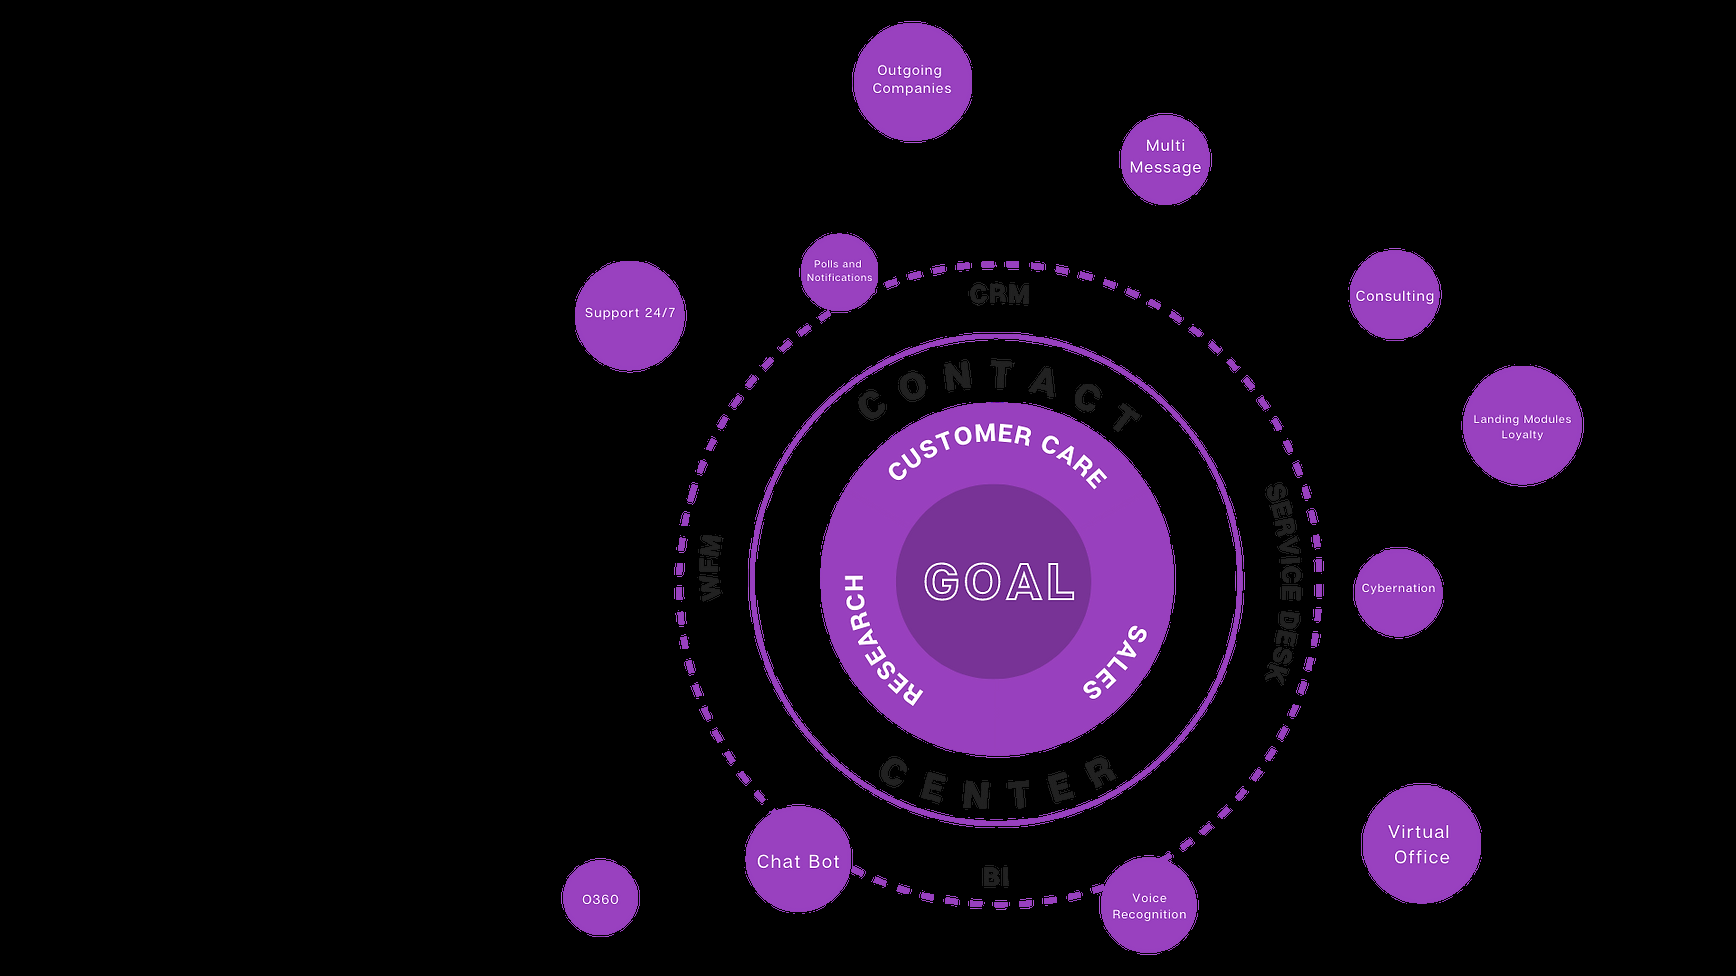 Outgoing
Companies
Multi
Message
Polls and
Notifications
Support 24/7
Consulting
CRM
CONTACT
CUSTOMER CARE
Landing Modules
Loyalty
WFM
GOAL
SERVICE DESK
Cybernation
RESEARCH
SALES
CENTER
Virtual
Office
Chat Bot
BI
O360
Voice
Recognition